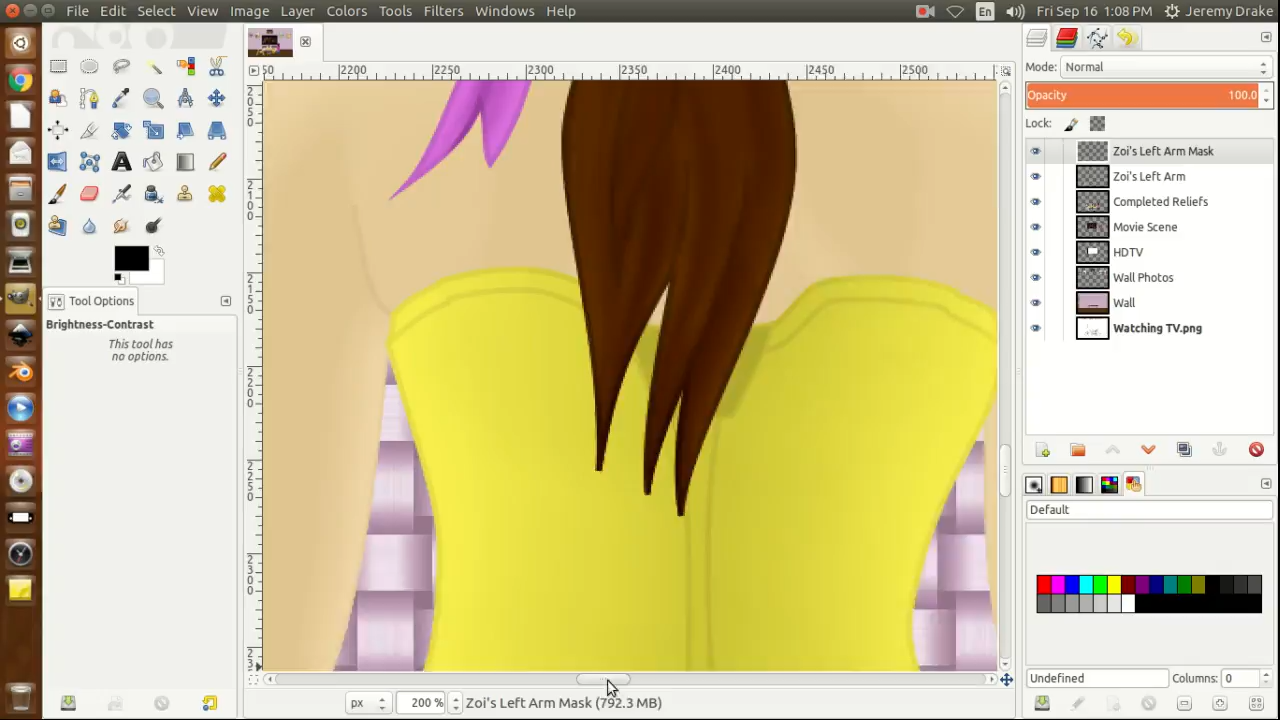 File Edit Select View Image Layer Colors Tools Filters Windows Help
En Fri Sep 16 1:08 PM Jeremy Drake
2200 2250 2300 2350 2400 2450 2500
Mode: Normal
Opacity 100.0
Lock:
Zoi's Left Arm Mask
Zoi's Left Arm
Completed Reliefs
Movie Scene
HDTV
Wall Photos
Wall
Watching TV.png
Tool Options
Brightness-Contrast
This tool has
no options.
Default
Undefined Columns: 0
px 200 % Zoi's Left Arm Mask (792.3 MB)